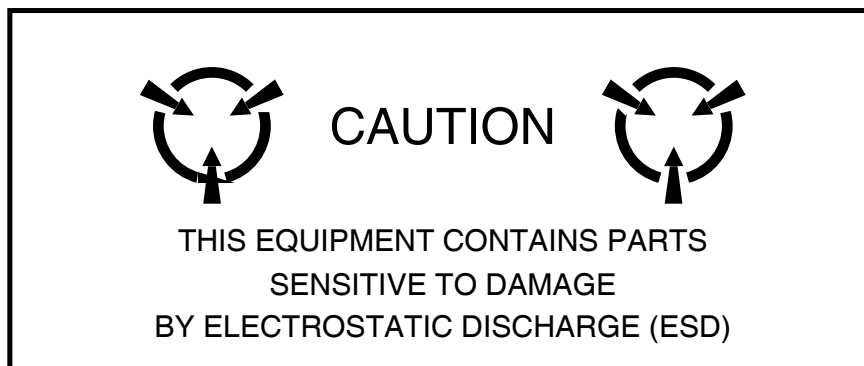 CAUTION
THIS EQUIPMENT CONTAINS PARTS
SENSITIVE TO DAMAGE
BY ELECTROSTATIC DISCHARGE (ESD)